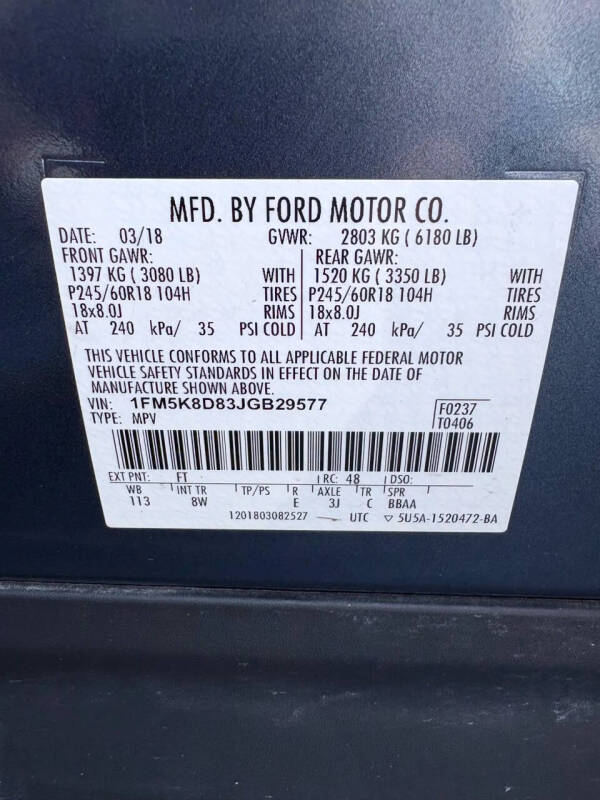 MFD. BY FORD MOTOR CO.
DATE: 03/18 GVWR: 2803 KG ( 6180 LB)
FRONT GAWR: REAR GAWR:
1397 KG ( 3080 LB) WITH 1520 KG ( 3350 LB) WITH
P245/60R18 104H TIRES P245/60R18 104H TIRES
18x8.0J RIMS 18x8.0J RIMS
AT 240 kPa/ 35 PSI COLD AT 240 kPa/ 35 PSI COLD
THIS VEHICLE CONFORMS TO ALL APPLICABLE FEDERAL MOTOR
VEHICLE SAFETY STANDARDS IN EFFECT ON THE DATE OF
MANUFACTURE SHOWN ABOVE.
VIN: 1FM5K8D83JGB29577 F0237
TYPE: MPV T0406
EXT PNT: FT RC: 48 DSO:
WB INT TR TP/PS R AXLE TR SPR
113 8W E 3J C BBAA
1201803082527 UTC ▽ 5U5A-1520472-BA